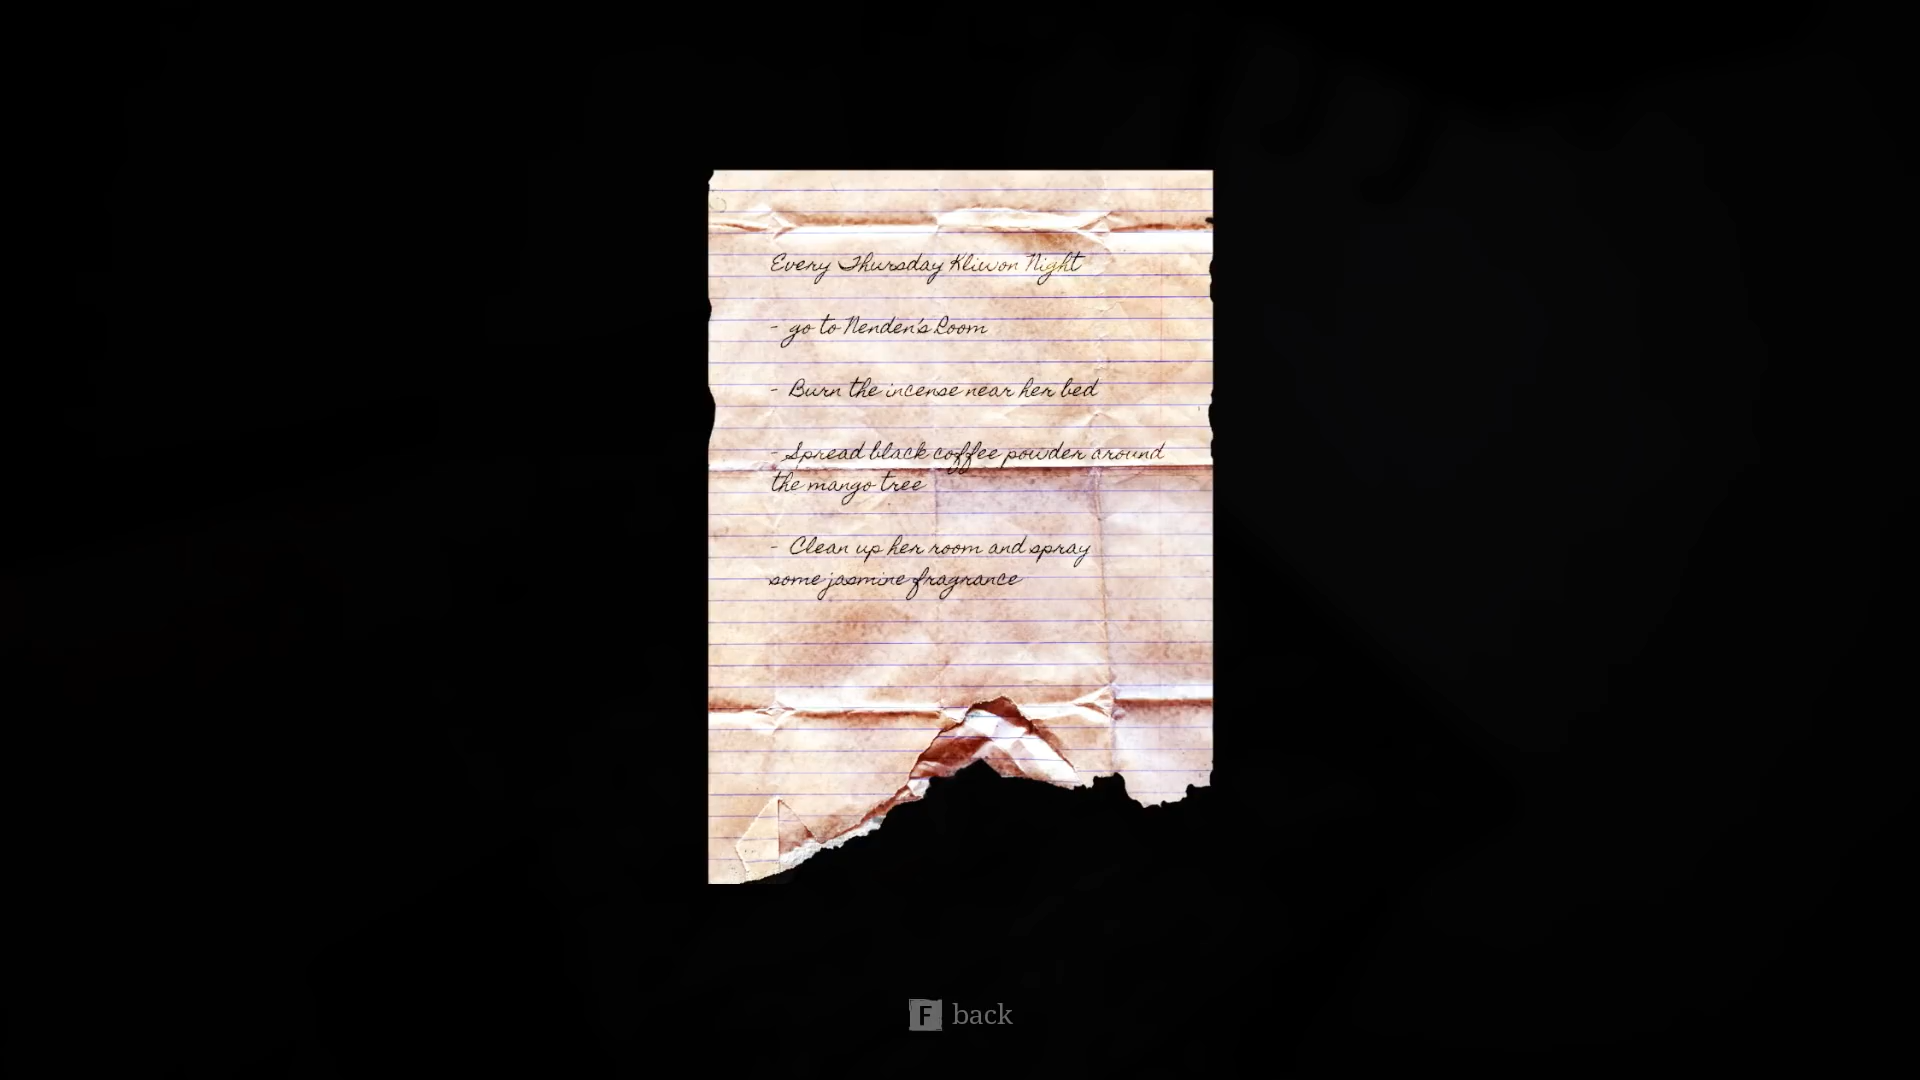 Every Thursday Kliwon Night
- go to Nenden's Room
- Burn the incense near her bed
- Spread black coffee powder around
the mango tree
- Clean up her room and spray
some jasmine fragrance
F back